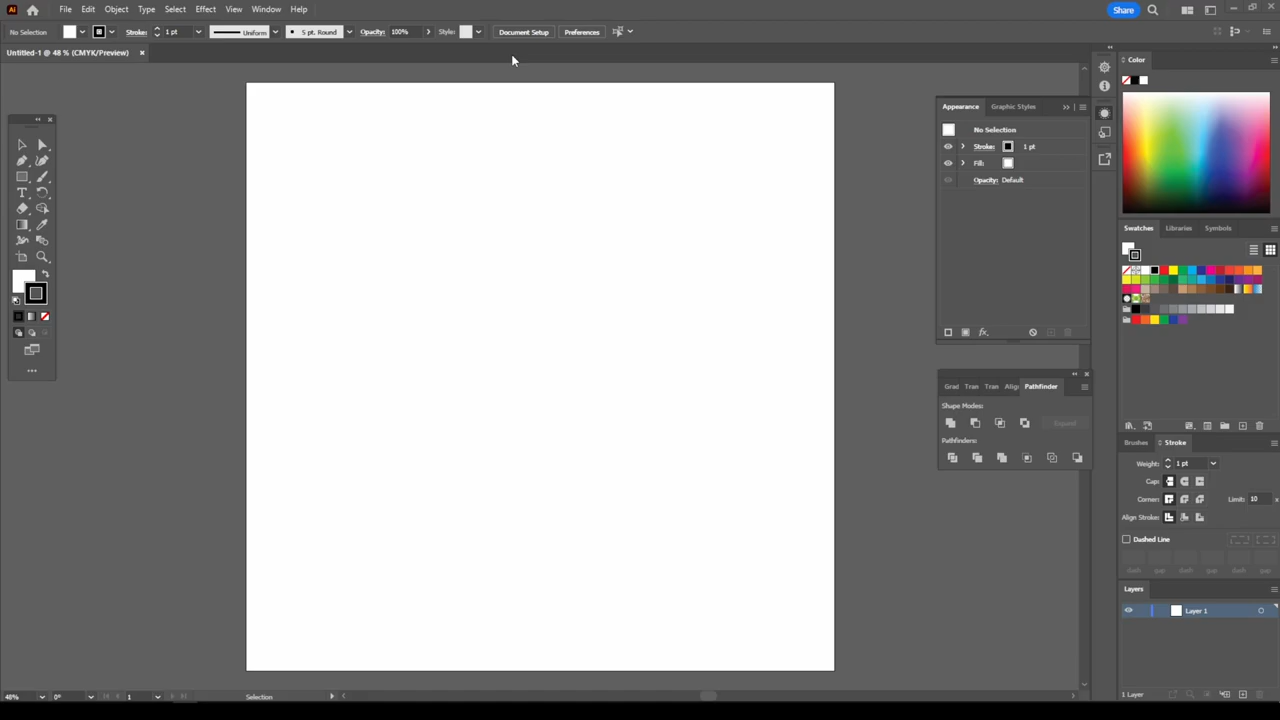 Ai File Edit Object Type Select Effect View Window Help Share
No Selection Stroke: 1 pt Uniform 5 pt. Round Opacity: 100% Style: Document Setup Preferences
Untitled-1 @ 48 % (CMYK/Preview)
Color
Appearance Graphic Styles
No Selection
Stroke: 1 pt
Fill:
Opacity: Default
fx
Swatches Libraries Symbols
Grad Tran Tran Alig Pathfinder
Shape Modes:
Expand
Pathfinders:
Brushes Stroke
Weight: 1 pt
Cap:
Corner: Limit: 10 x
Align Stroke:
Dashed Line
dash gap dash gap dash gap
Layers
Layer 1
1 Layer
48% 0° 1 Selection